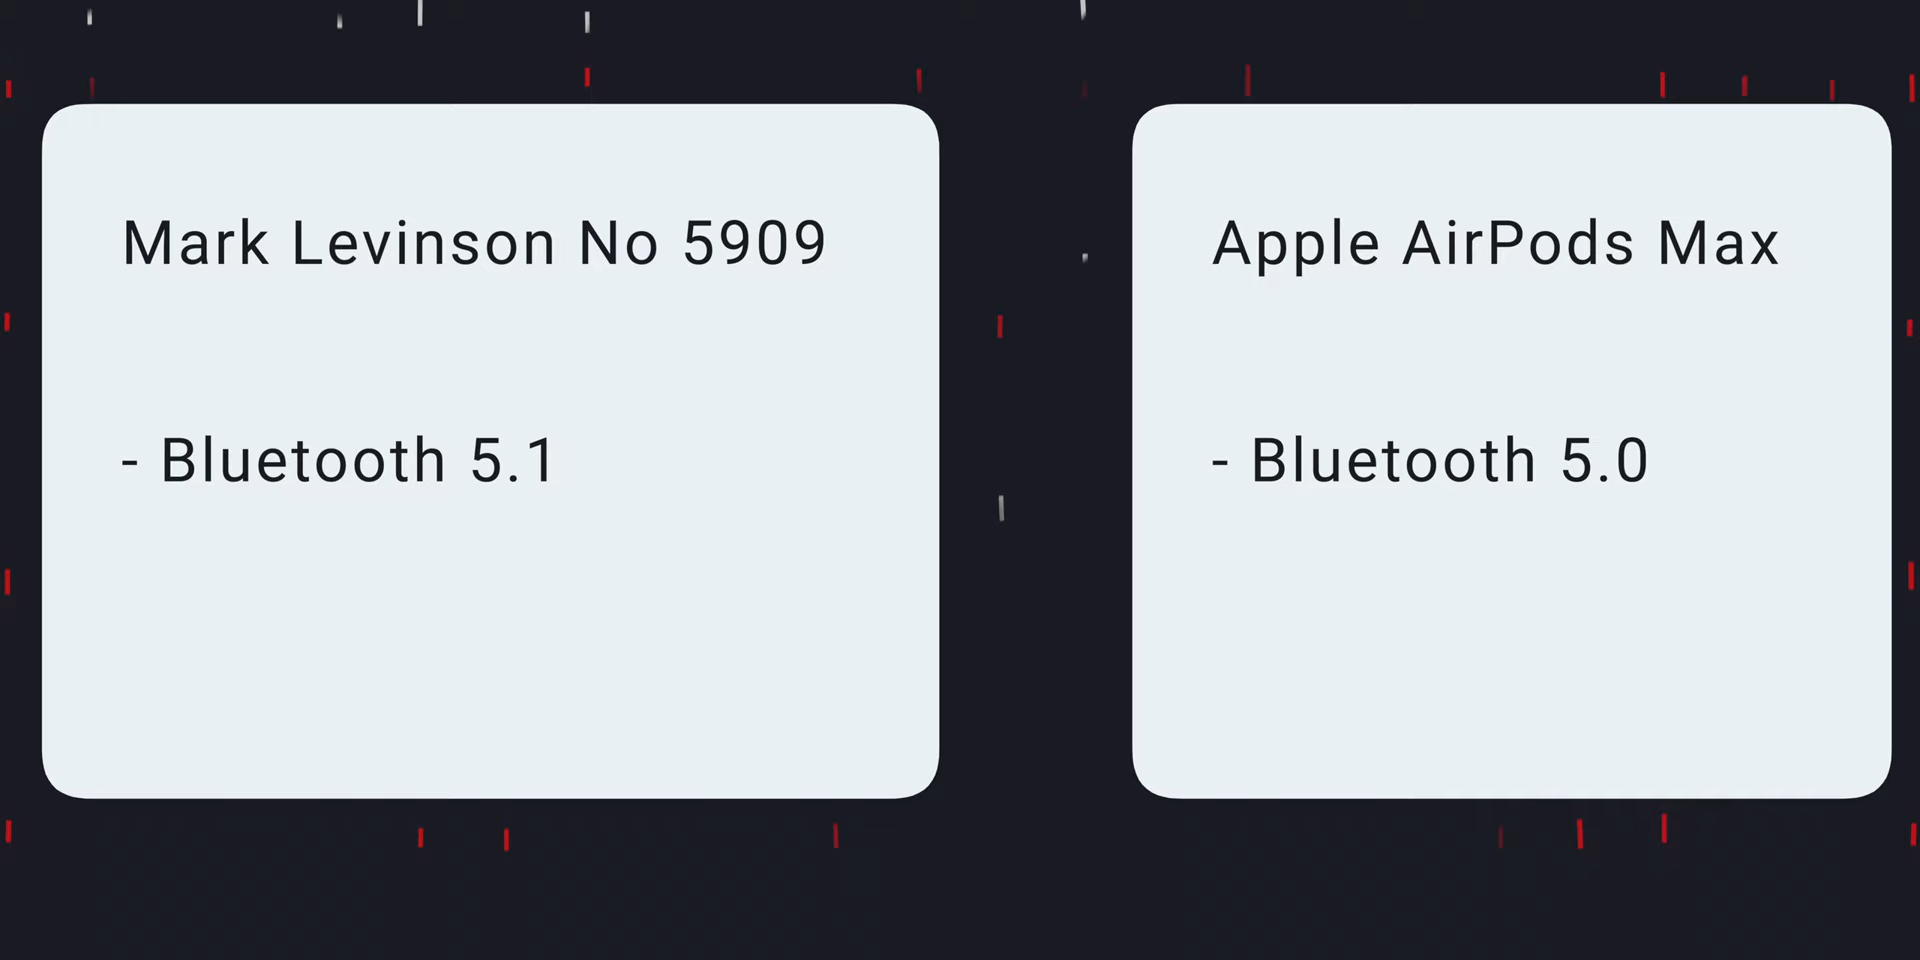 Mark Levinson No 5909
- Bluetooth 5.1
Apple AirPods Max
- Bluetooth 5.0